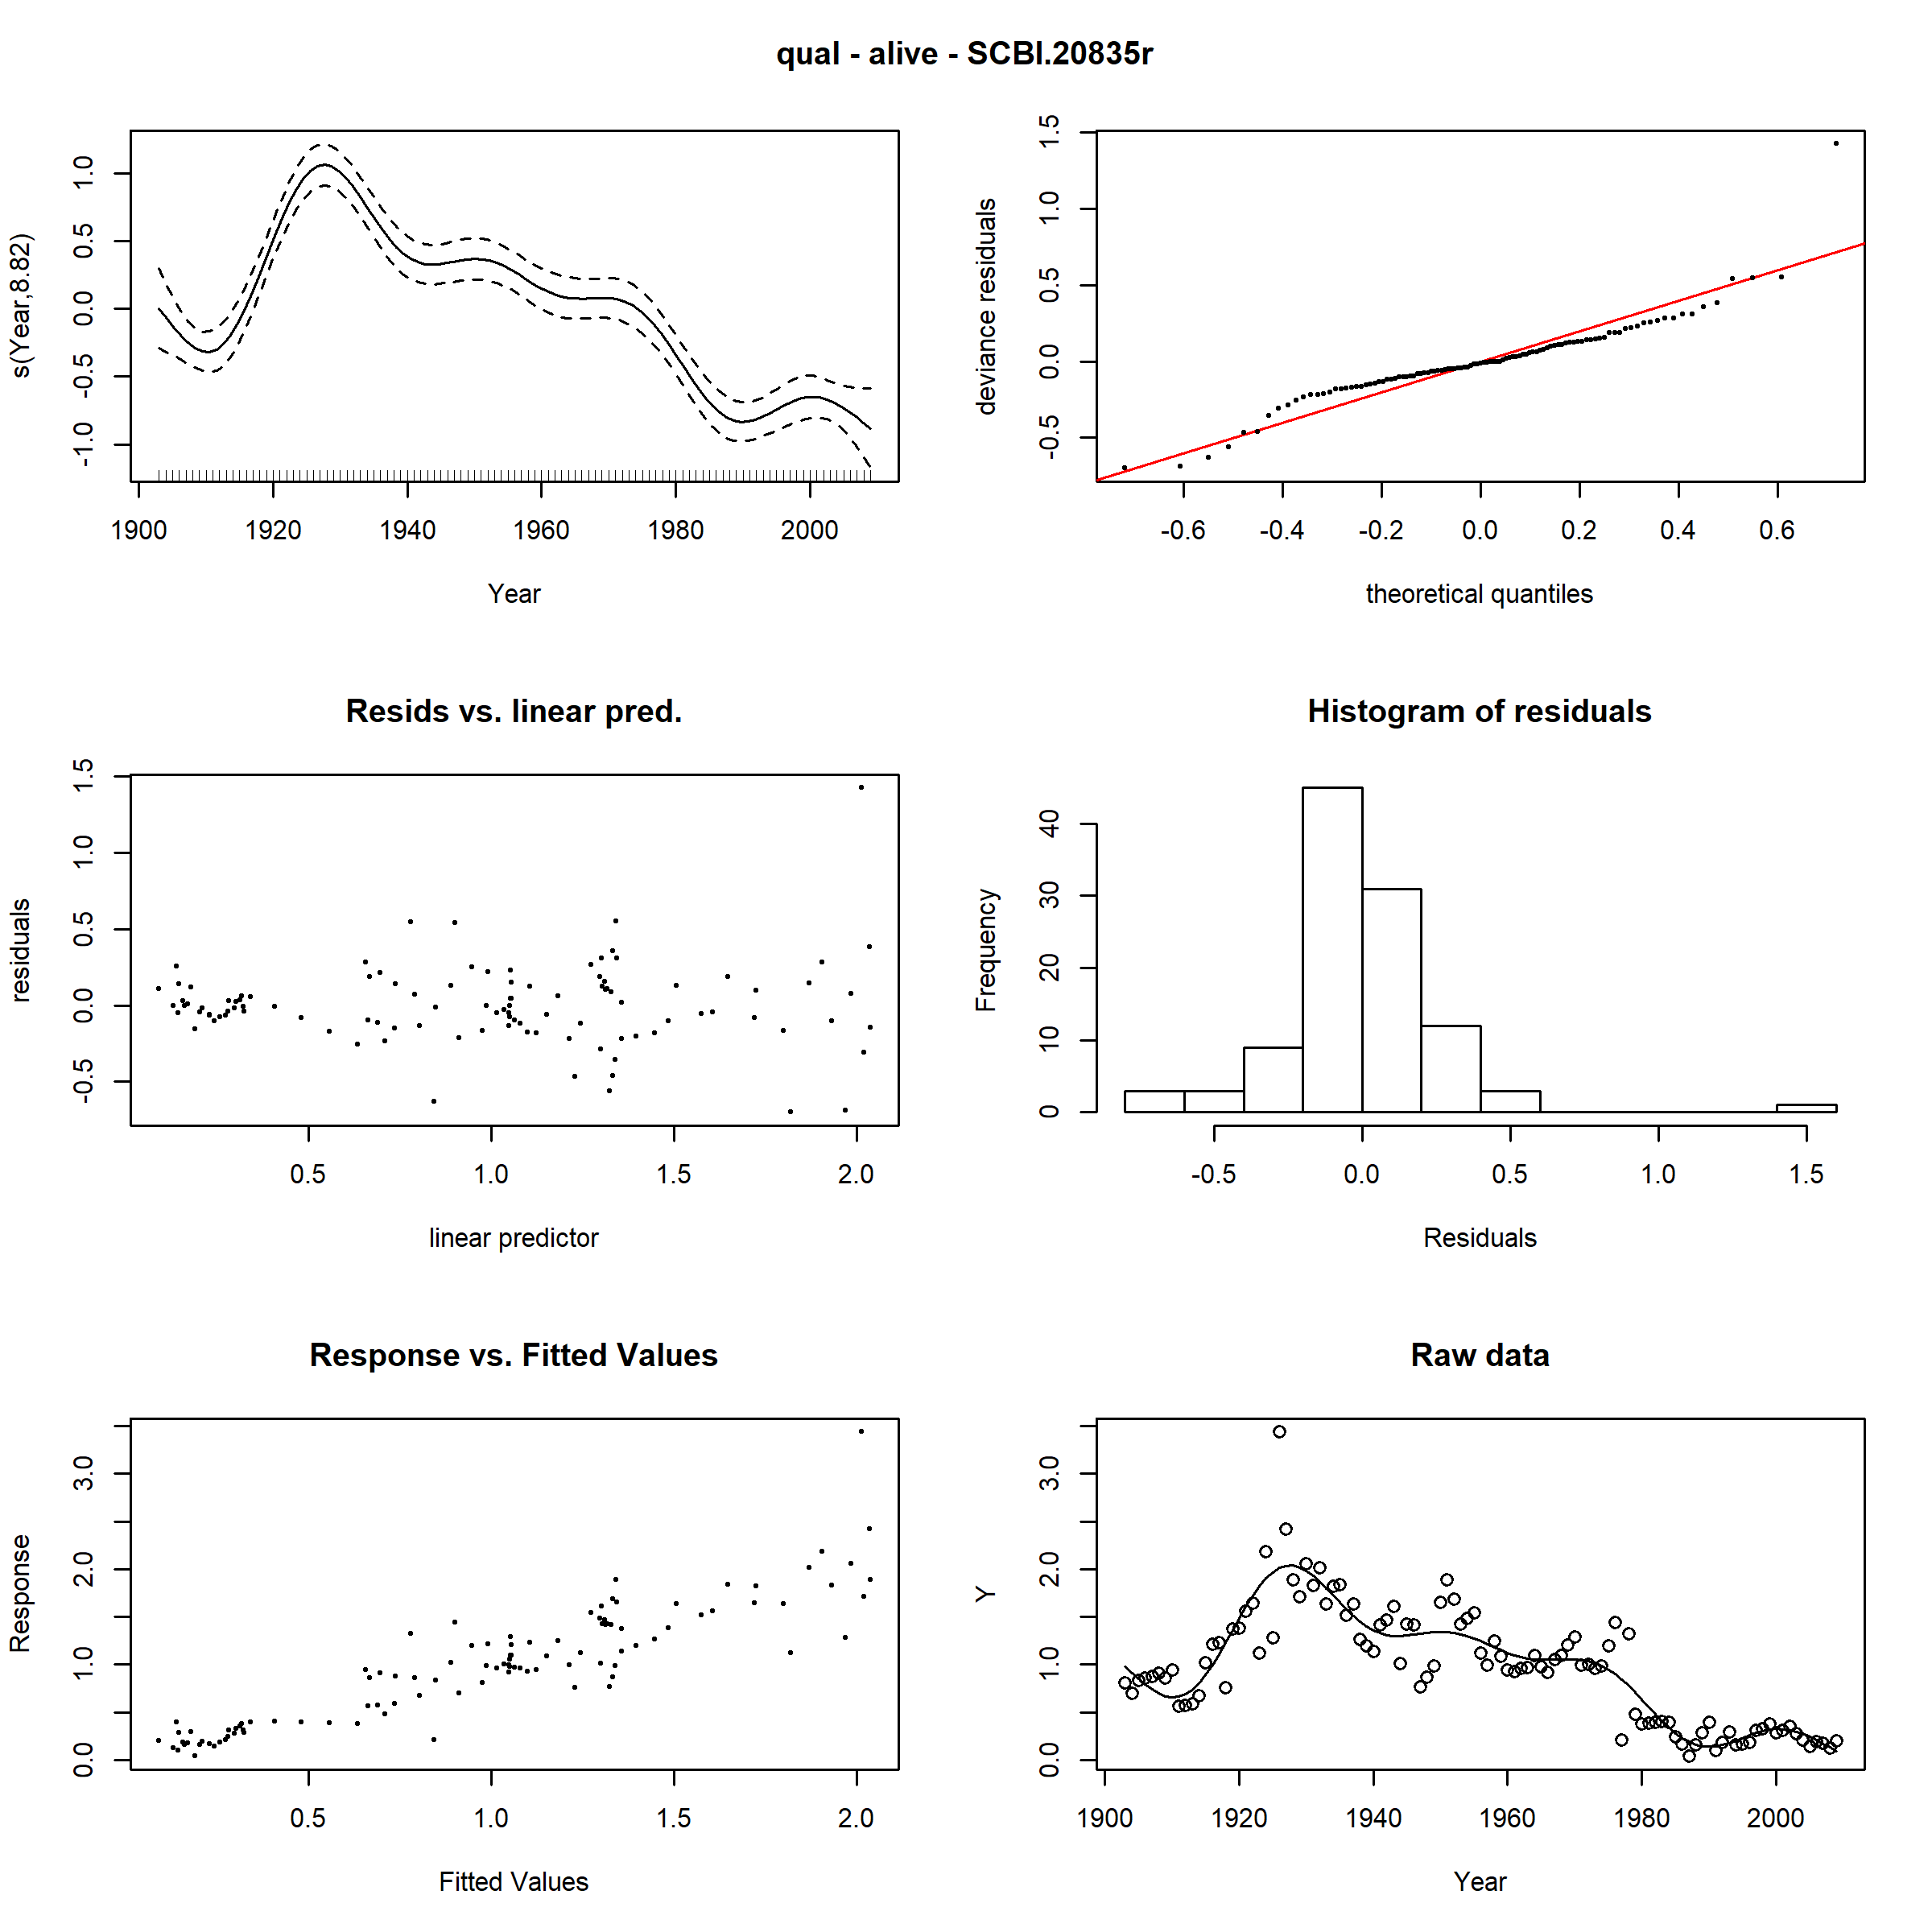 qual - alive - SCBI.20835r
s(Year,8.82)
-1.0 -0.5 0.0 0.5 1.0
1900 1920 1940 1960 1980 2000
Year
deviance residuals
-0.5 0.0 0.5 1.0 1.5
-0.6 -0.4 -0.2 0.0 0.2 0.4 0.6
theoretical quantiles
Resids vs. linear pred.
residuals
-0.5 0.0 0.5 1.0 1.5
0.5 1.0 1.5 2.0
linear predictor
Histogram of residuals
Frequency
0 10 20 30 40
-0.5 0.0 0.5 1.0 1.5
Residuals
Response vs. Fitted Values
Response
0.0 1.0 2.0 3.0
0.5 1.0 1.5 2.0
Fitted Values
Raw data
Y
0.0 1.0 2.0 3.0
1900 1920 1940 1960 1980 2000
Year